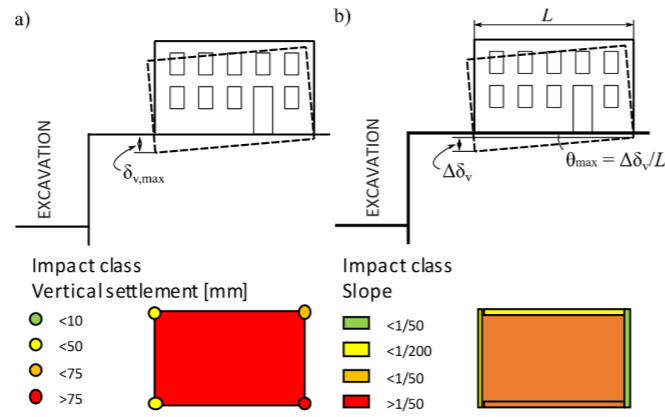 a)
EXCAVATION
δv,max
Impact class
Vertical settlement [mm]
<10
<50
<75
>75
b)
L
EXCAVATION
Δδv
θmax = Δδv/L
Impact class
Slope
<1/50
<1/200
<1/50
>1/50